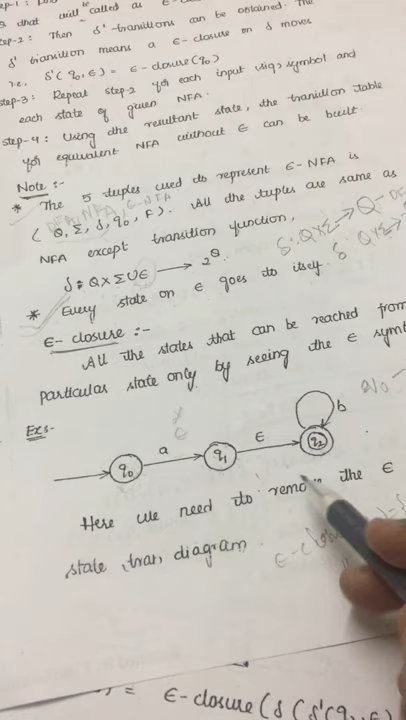 that will called as
Step-2: Then δ' transitions can be obtained. The
δ' transition means a ε-closure on δ moves
i.e. δ'(q0, ε) = ε-closure(q0)
step-3: Repeat step-2 for each input symbol and
each state of given NFA.
step-4: Using the resultant state, the transition table
for equivalent NFA without ε can be built.
Note :-
* The 5 tuples used to represent ε-NFA is
(Q, Σ, δ, q0, F). All the tuples are same as
NFA except transition function,
δ: Q×Σ∪ε → 2^Q.
* Every state on ε goes to itself.
ε-closure :-
All the states that can be reached from
particular state only by seeing the ε
Ex:-
q0 a q1 ε q2 b
Here we need to the ε
state diagram.
= ε-closure(δ(δ'(q